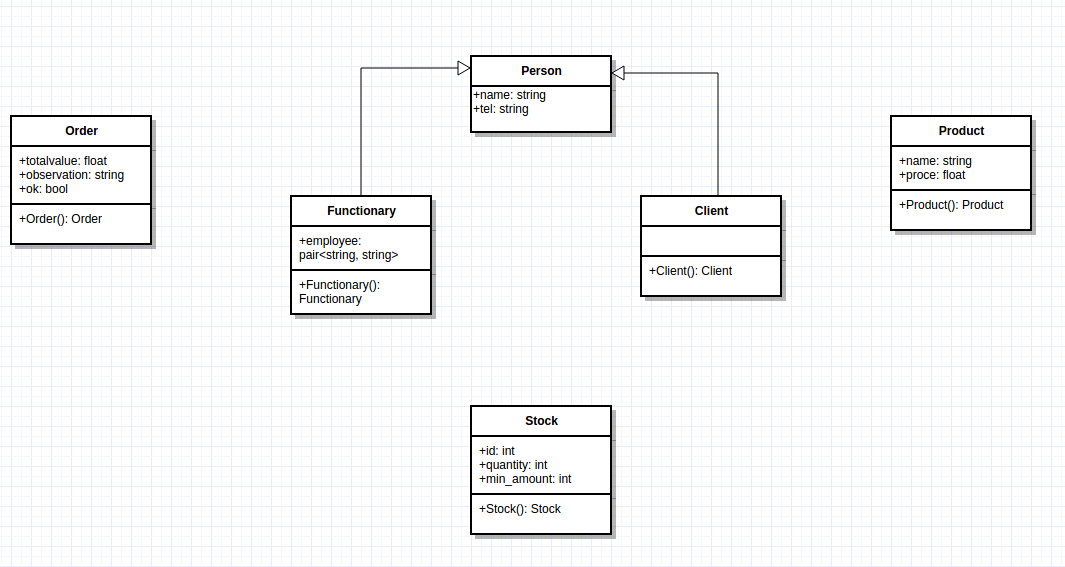 Person
+name: string
+tel: string
Order
+totalvalue: float
+observation: string
+ok: bool
+Order(): Order
Product
+name: string
+proce: float
+Product(): Product
Functionary
+employee:
pair<string, string>
+Functionary():
Functionary
Client
+Client(): Client
Stock
+id: int
+quantity: int
+min_amount: int
+Stock(): Stock